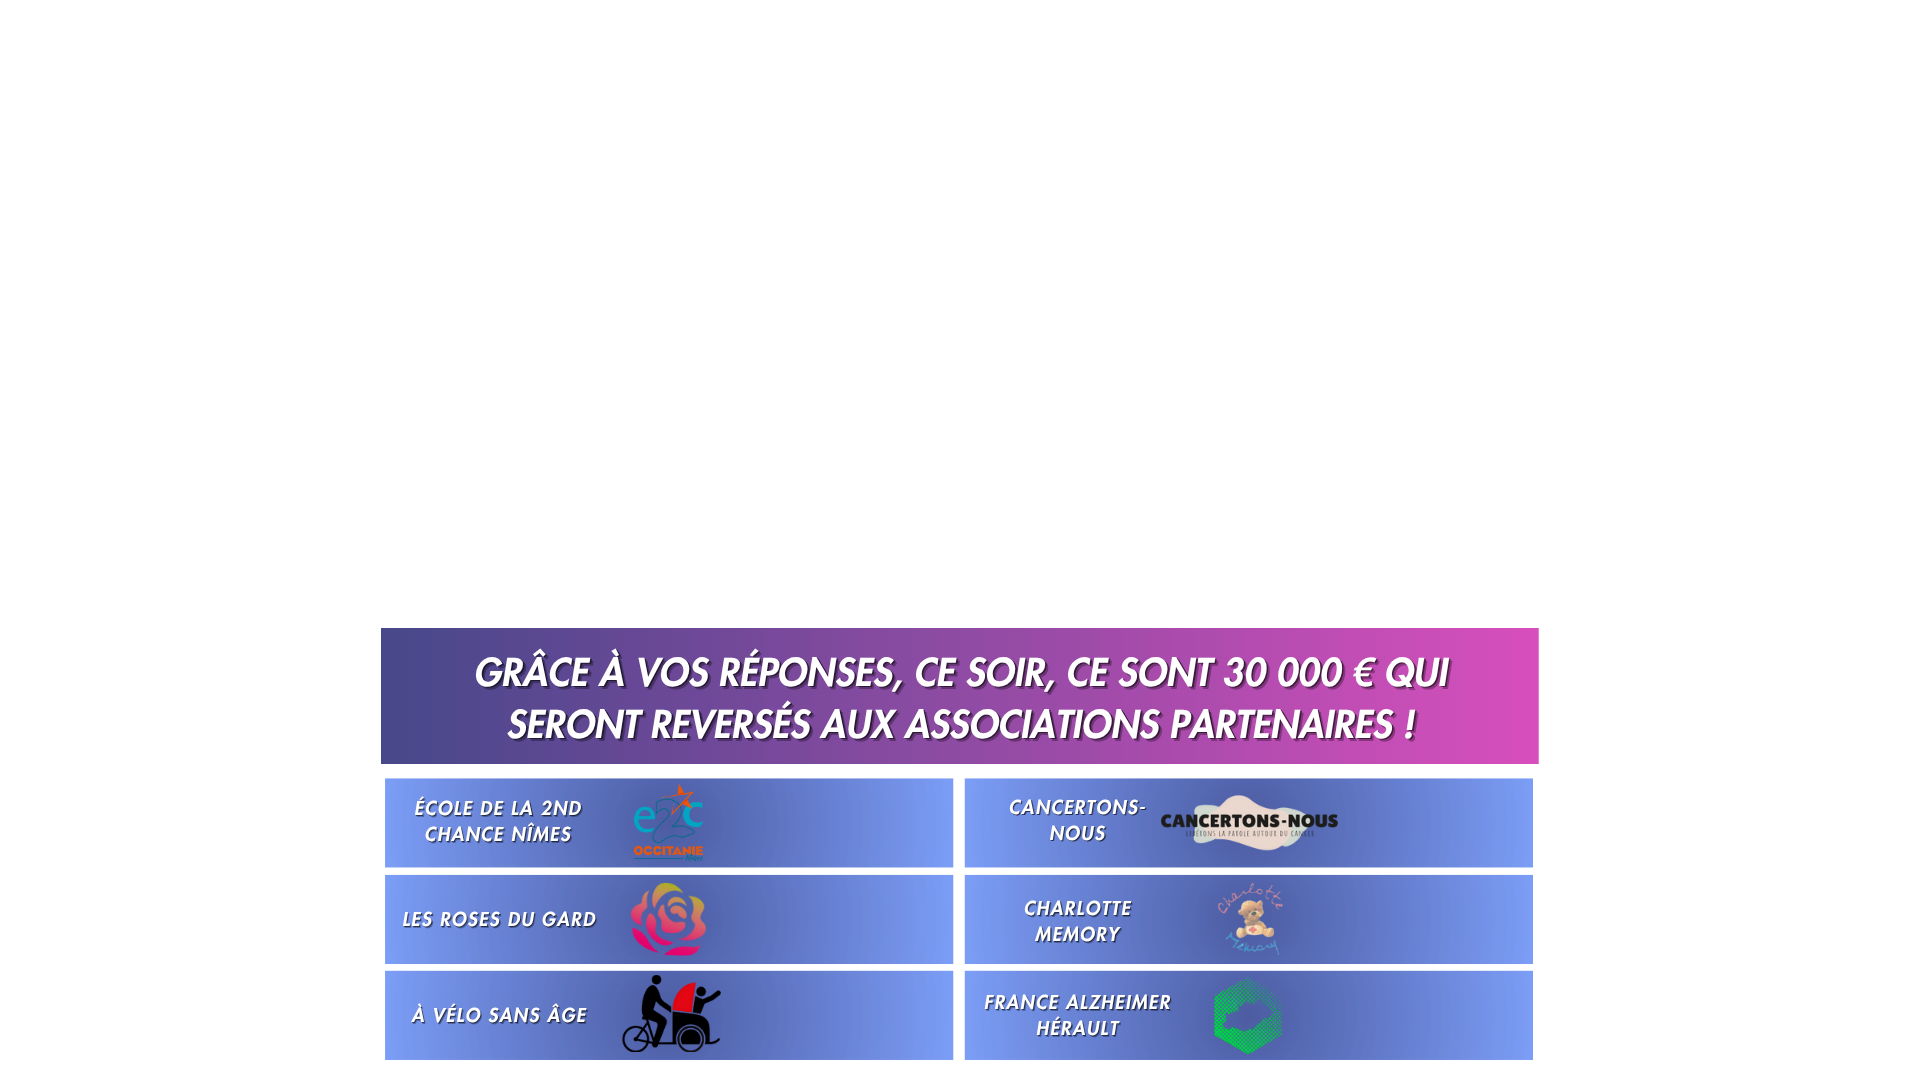 GRÂCE À VOS RÉPONSES, CE SOIR, CE SONT 30 000 € QUI
SERONT REVERSÉS AUX ASSOCIATIONS PARTENAIRES !
ÉCOLE DE LA 2ND
CHANCE NÎMES
e2c
OCCITANIE
CANCERTONS-
NOUS
CANCERTONS-NOUS
LIBÉRONS LA PAROLE AUTOUR DU CANCER
LES ROSES DU GARD
CHARLOTTE
MEMORY
Charlotte
Memory
À VÉLO SANS ÂGE
FRANCE ALZHEIMER
HÉRAULT